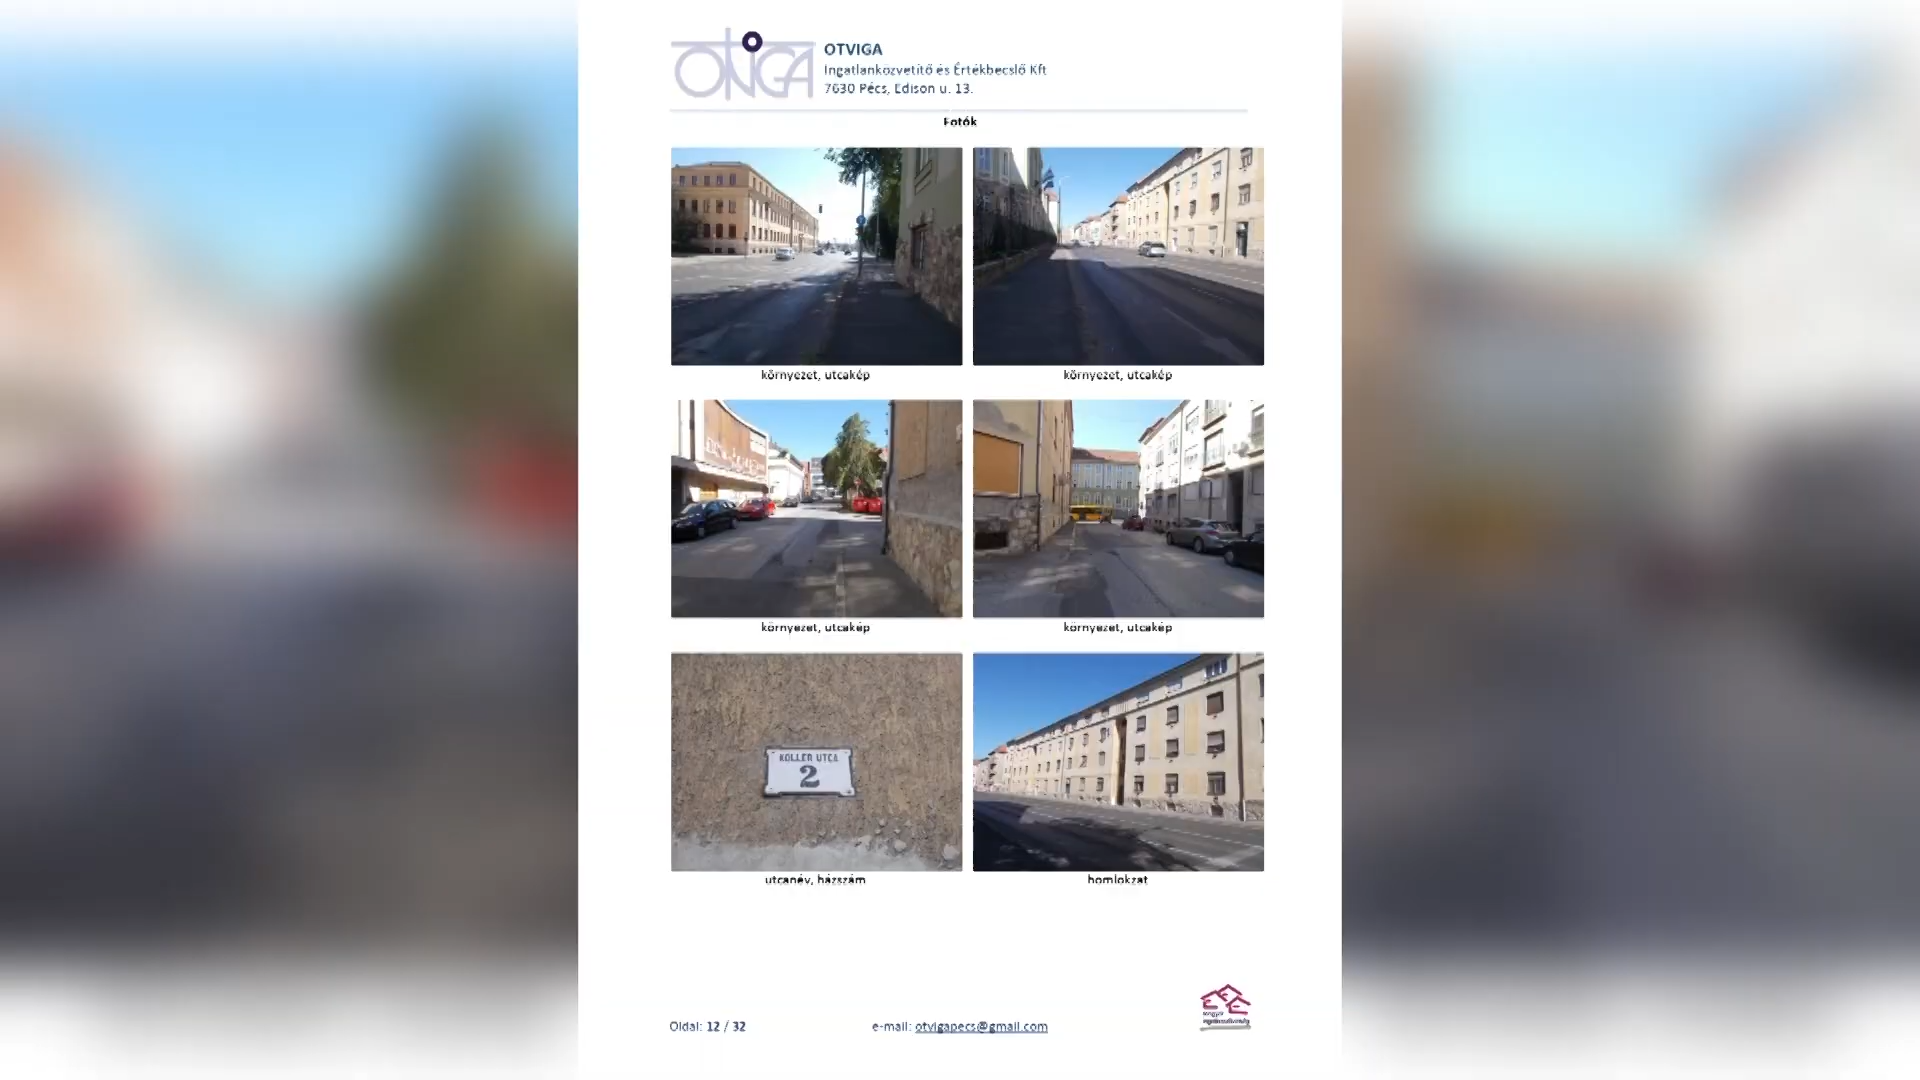 OTVIGA
OTVIGA
Ingatlanközvetítő és Értékbecslő Kft
7630 Pécs, Edison u. 13.
Fotók
környezet, utcakép
környezet, utcakép
környezet, utcakép
környezet, utcakép
KOLLER UTCA
2
utcanév, házszám
homlokzat
Oldal: 12 / 32
e-mail: otvigapecs@gmail.com